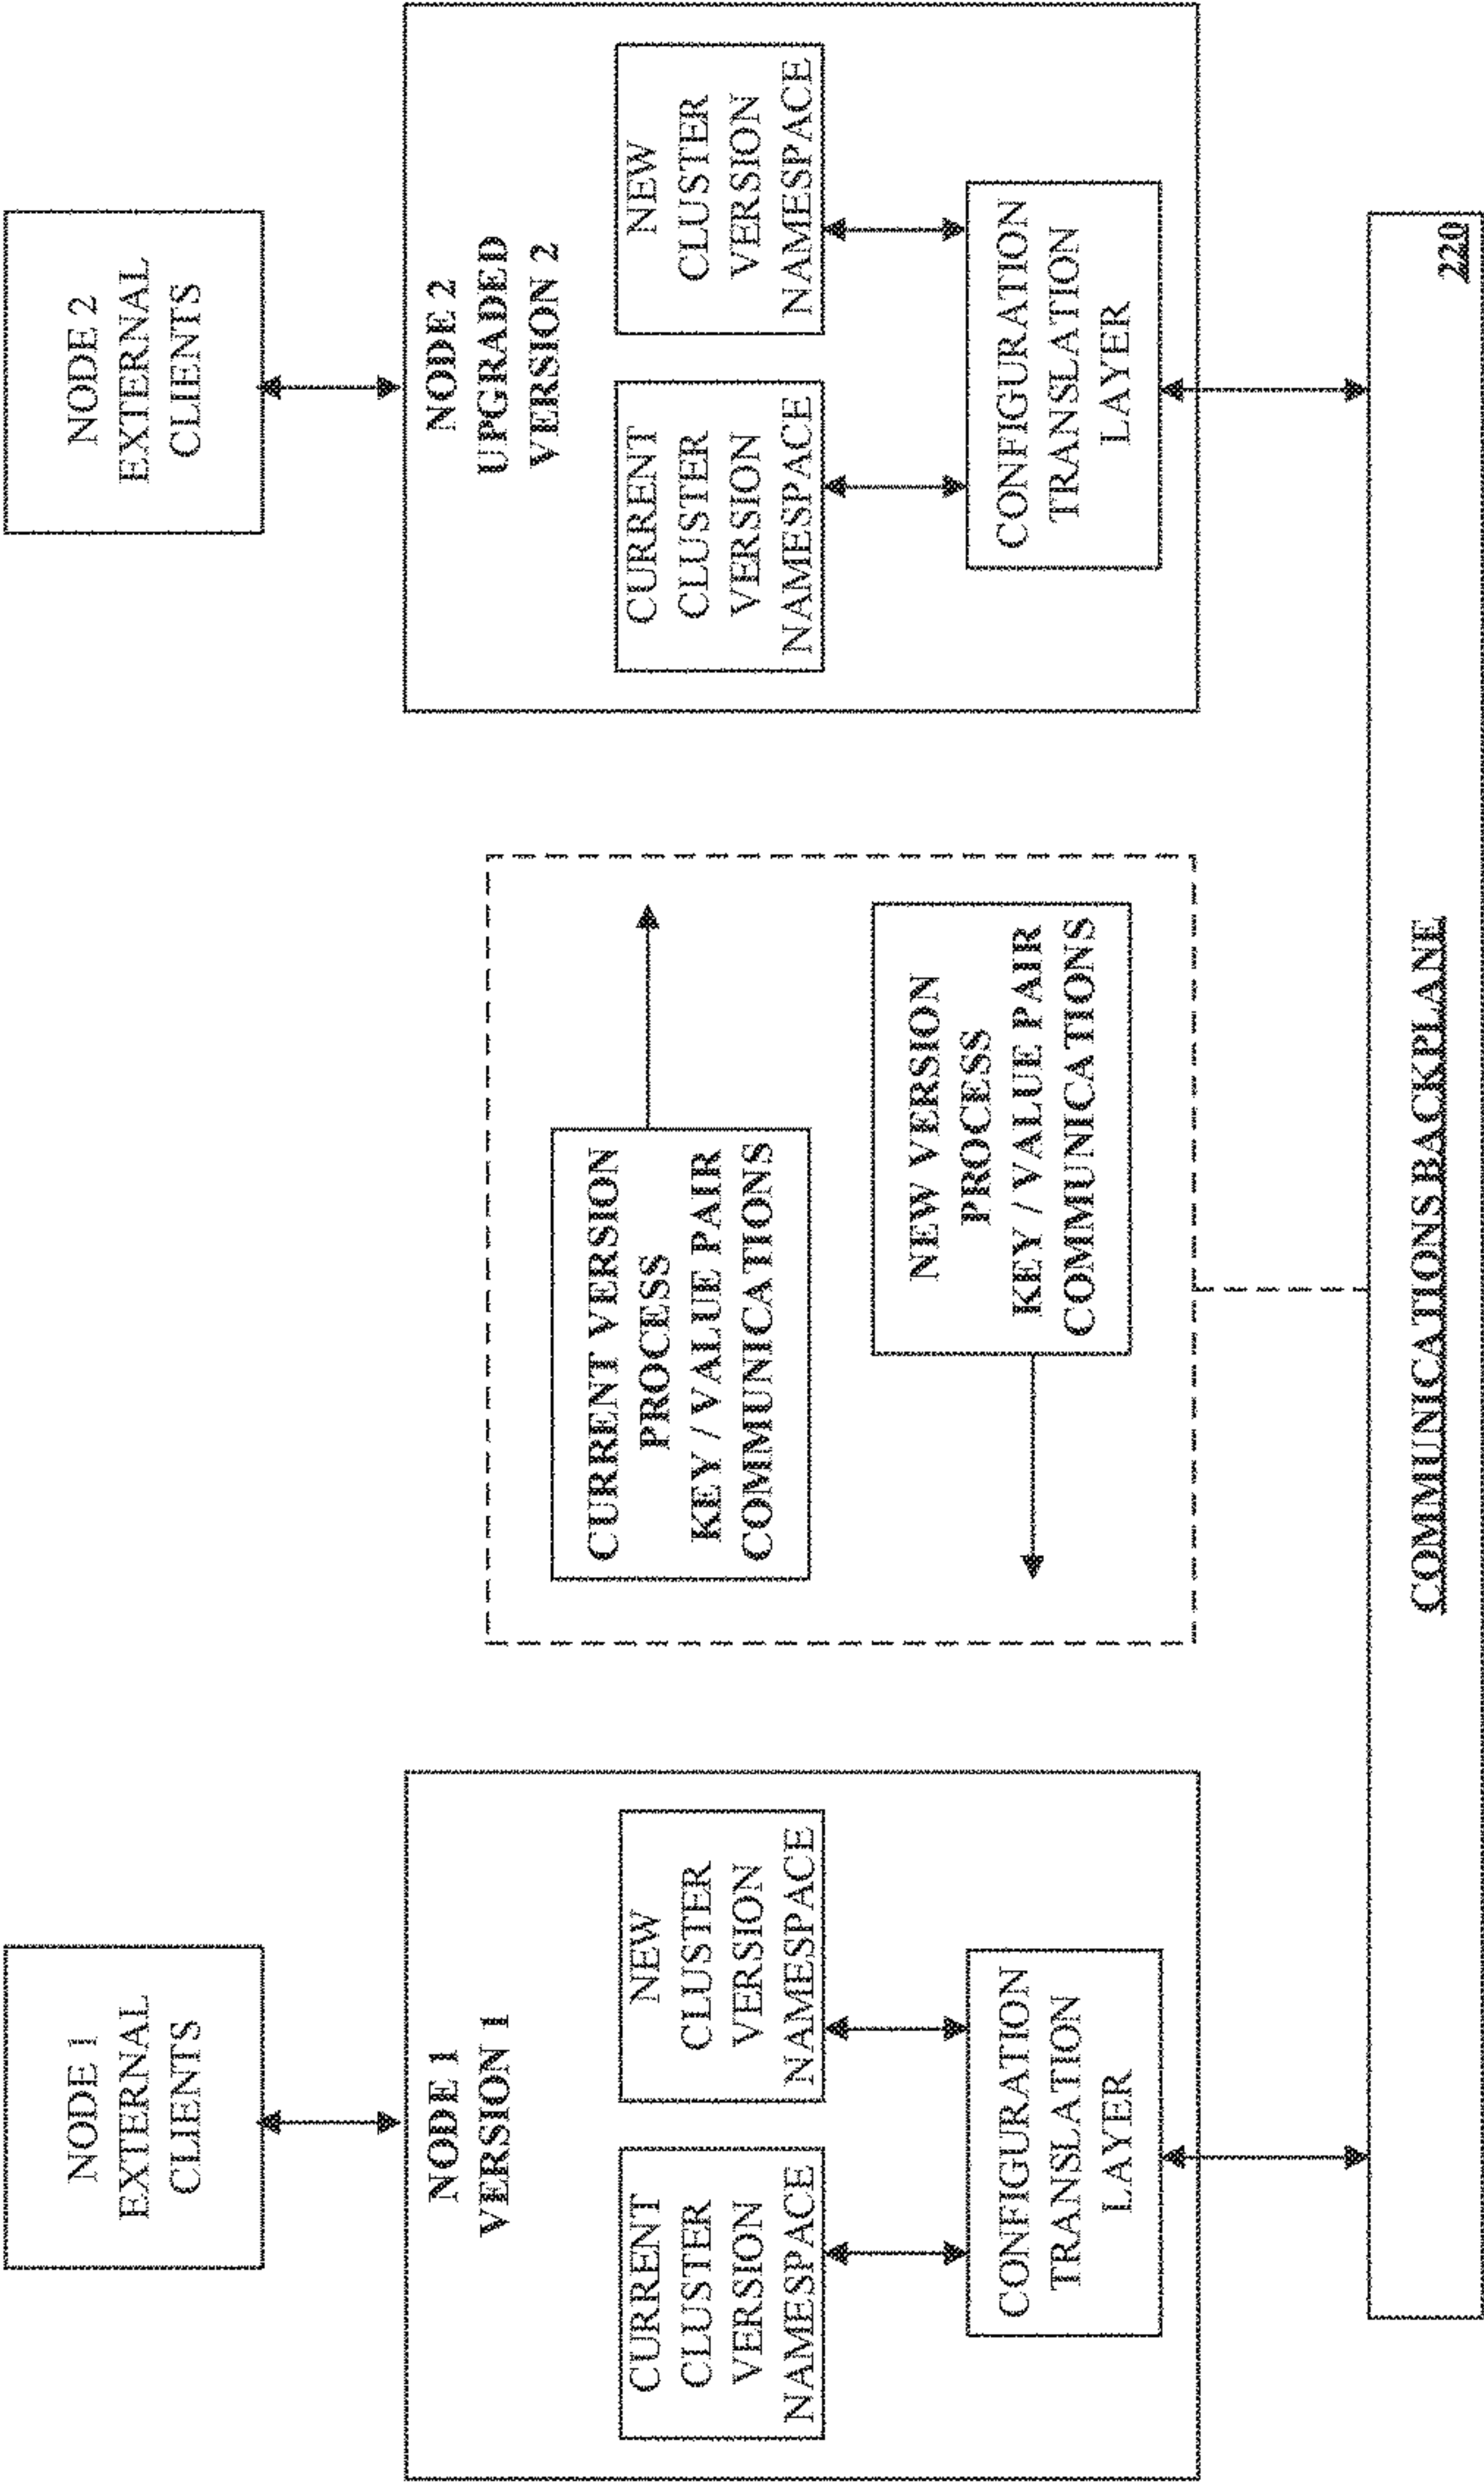 NODE 1
EXTERNAL
CLIENTS
NODE 2
EXTERNAL
CLIENTS
NODE 1
VERSION 1
CURRENT
CLUSTER
VERSION
NAMESPACE
NEW
CLUSTER
VERSION
NAMESPACE
CONFIGURATION
TRANSLATION
LAYER
CURRENT VERSION
PROCESS
KEY / VALUE PAIR
COMMUNICATIONS
NEW VERSION
PROCESS
KEY / VALUE PAIR
COMMUNICATIONS
NODE 2
UPGRADED
VERSION 2
CURRENT
CLUSTER
VERSION
NAMESPACE
NEW
CLUSTER
VERSION
NAMESPACE
CONFIGURATION
TRANSLATION
LAYER
COMMUNICATIONS BACKPLANE
220